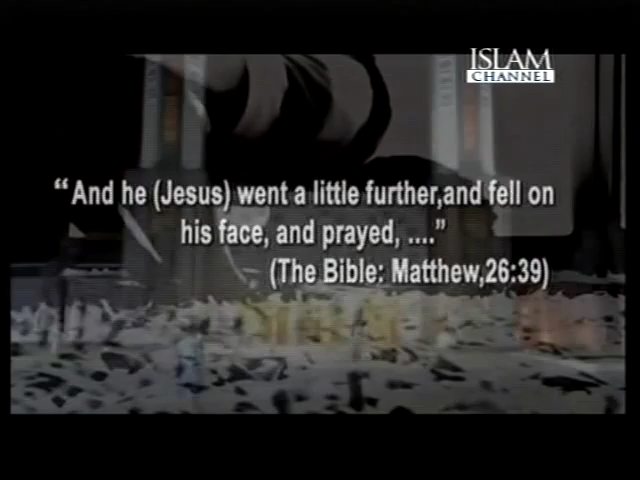 ISLAM
CHANNEL
“And he (Jesus) went a little further,and fell on
his face, and prayed, ....”
(The Bible: Matthew,26:39)